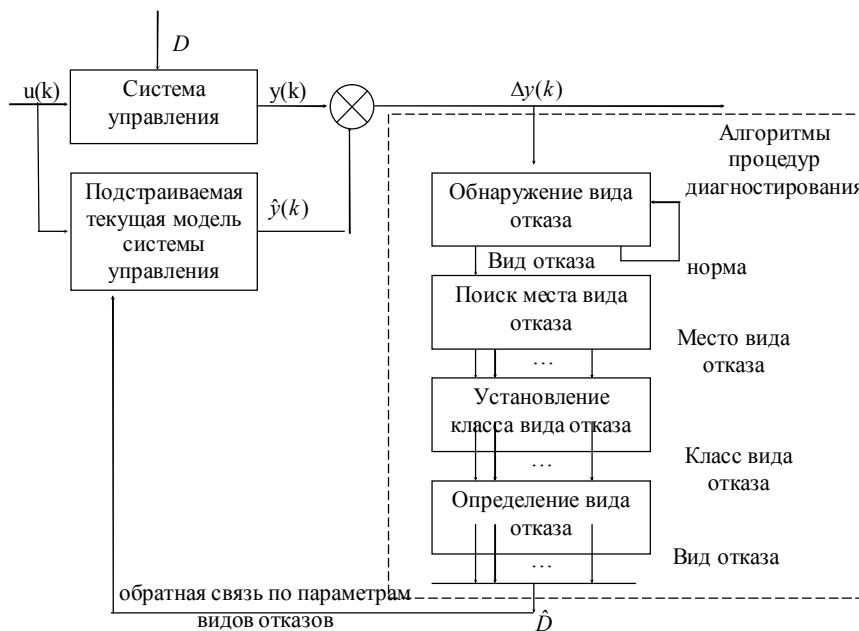 D
u(k)
Система
управления
y(k)
Δy(k)
Алгоритмы
процедур
диагностирования
Подстраиваемая
текущая модель
системы
управления
ŷ(k)
Обнаружение вида
отказа
Вид отказа
норма
Поиск места вида
отказа
Место вида
отказа
...
Установление
класса вида отказа
...
Класс вида
отказа
Определение вида
отказа
...
Вид отказа
обратная связь по параметрам
видов отказов
D̂